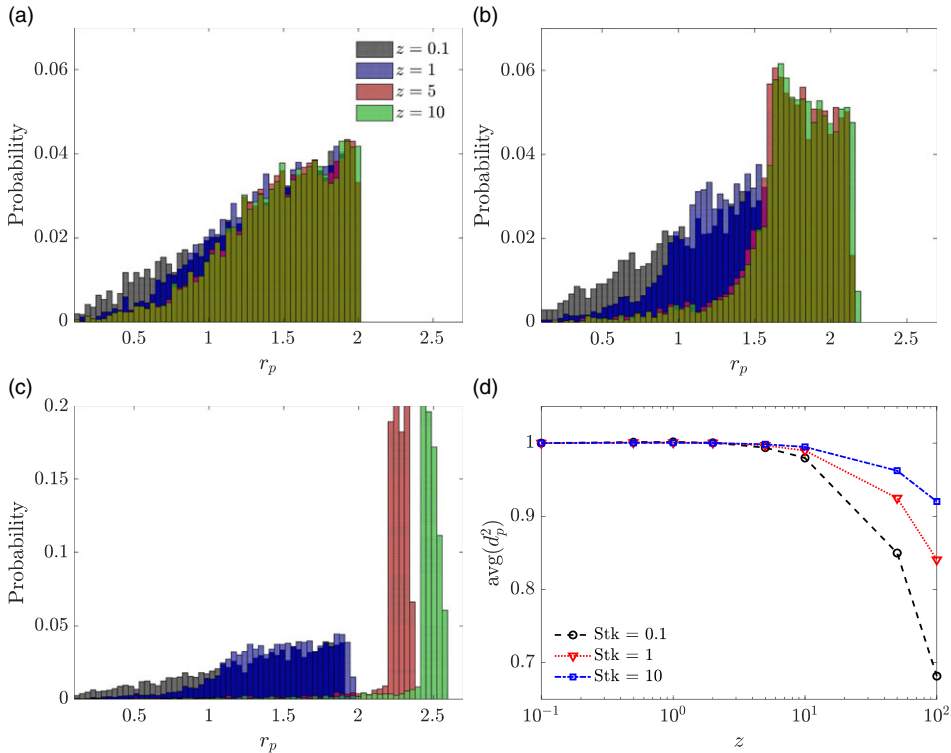 (a)
0.06
0.04
0.02
0
Probability
0.5
1
1.5
2
2.5
r_p
z = 0.1
z = 1
z = 5
z = 10
(b)
0.06
0.04
0.02
0
Probability
0.5
1
1.5
2
2.5
r_p
(c)
0.2
0.15
0.1
0.05
0
Probability
0.5
1
1.5
2
2.5
r_p
(d)
1
0.9
0.8
0.7
avg(d_p^2)
Stk = 0.1
Stk = 1
Stk = 10
10^{-1}
10^0
10^1
10^2
z